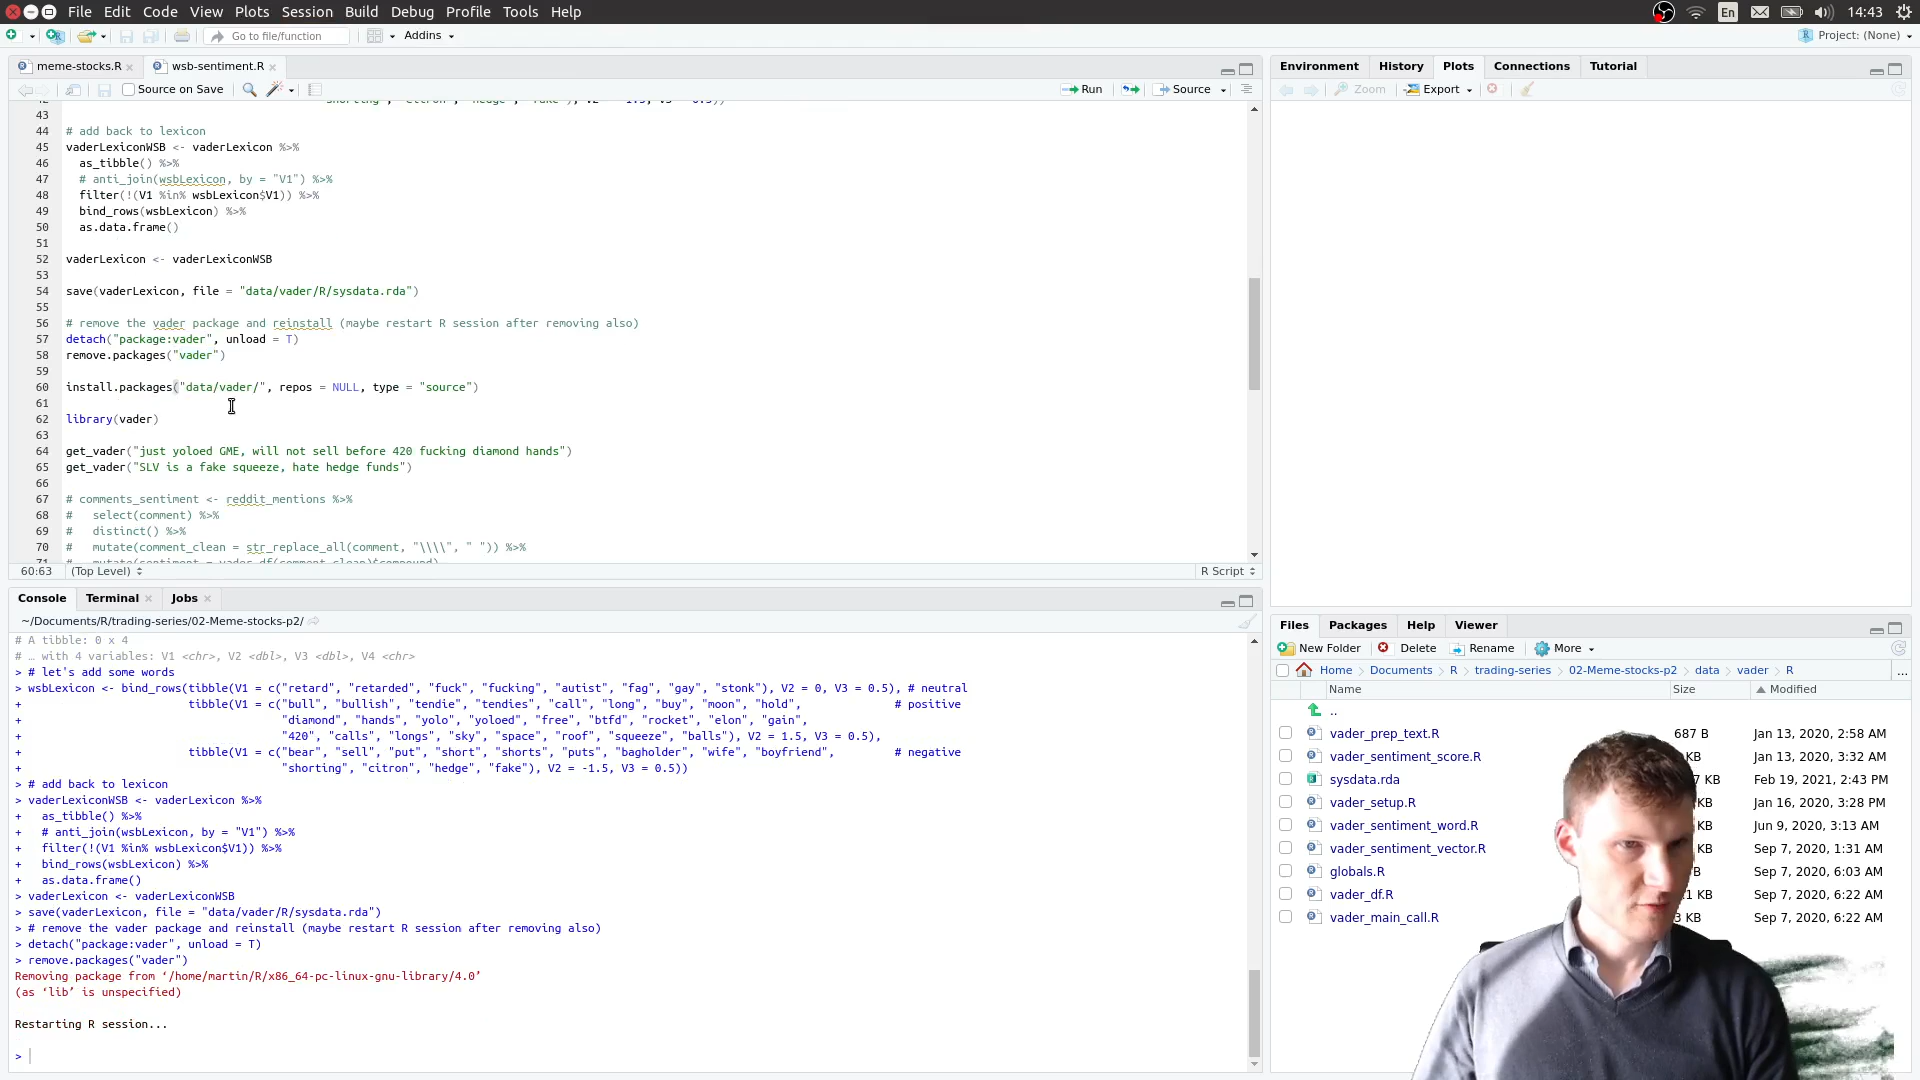 File Edit Code View Plots Session Build Debug Profile Tools Help
En 14:43
Go to file/function Addins Project: (None)
meme-stocks.R wsb-sentiment.R
Source on Save Run Source
43
44 # add back to lexicon
45 vaderLexiconWSB <- vaderLexicon %>%
46 as_tibble() %>%
47 # anti_join(wsbLexicon, by = "V1") %>%
48 filter(!(V1 %in% wsbLexicon$V1)) %>%
49 bind_rows(wsbLexicon) %>%
50 as.data.frame()
51
52 vaderLexicon <- vaderLexiconWSB
53
54 save(vaderLexicon, file = "data/vader/R/sysdata.rda")
55
56 # remove the vader package and reinstall (maybe restart R session after removing also)
57 detach("package:vader", unload = T)
58 remove.packages("vader")
59
60 install.packages("data/vader/", repos = NULL, type = "source")
61
62 library(vader)
63
64 get_vader("just yoloed GME, will not sell before 420 fucking diamond hands")
65 get_vader("SLV is a fake squeeze, hate hedge funds")
66
67 # comments_sentiment <- reddit_mentions %>%
68 # select(comment) %>%
69 # distinct() %>%
70 # mutate(comment_clean = str_replace_all(comment, "\\\\", " ")) %>%
60:63 (Top Level) R Script
Console Terminal Jobs
~/Documents/R/trading-series/02-Meme-stocks-p2/
# A tibble: 0 x 4
# … with 4 variables: V1 <chr>, V2 <dbl>, V3 <dbl>, V4 <chr>
> # let's add some words
> wsbLexicon <- bind_rows(tibble(V1 = c("retard", "retarded", "fuck", "fucking", "autist", "fag", "gay", "stonk"), V2 = 0, V3 = 0.5), # neutral
+ tibble(V1 = c("bull", "bullish", "tendie", "tendies", "call", "long", "buy", "moon", "hold", # positive
+ "diamond", "hands", "yolo", "yoloed", "free", "btfd", "rocket", "elon", "gain",
+ "420", "calls", "longs", "sky", "space", "roof", "squeeze", "balls"), V2 = 1.5, V3 = 0.5),
+ tibble(V1 = c("bear", "sell", "put", "short", "shorts", "puts", "bagholder", "wife", "boyfriend", # negative
+ "shorting", "citron", "hedge", "fake"), V2 = -1.5, V3 = 0.5))
> # add back to lexicon
> vaderLexiconWSB <- vaderLexicon %>%
+ as_tibble() %>%
+ # anti_join(wsbLexicon, by = "V1") %>%
+ filter(!(V1 %in% wsbLexicon$V1)) %>%
+ bind_rows(wsbLexicon) %>%
+ as.data.frame()
> vaderLexicon <- vaderLexiconWSB
> save(vaderLexicon, file = "data/vader/R/sysdata.rda")
> # remove the vader package and reinstall (maybe restart R session after removing also)
> detach("package:vader", unload = T)
> remove.packages("vader")
Removing package from ‘/home/martin/R/x86_64-pc-linux-gnu-library/4.0’
(as ‘lib’ is unspecified)
Restarting R session...
>
Environment History Plots Connections Tutorial
Zoom Export
Files Packages Help Viewer
New Folder Delete Rename More
Home Documents R trading-series 02-Meme-stocks-p2 data vader R ...
Name Size Modified
..
vader_prep_text.R 687 B Jan 13, 2020, 2:58 AM
vader_sentiment_score.R KB Jan 13, 2020, 3:32 AM
sysdata.rda KB Feb 19, 2021, 2:43 PM
vader_setup.R KB Jan 16, 2020, 3:28 PM
vader_sentiment_word.R KB Jun 9, 2020, 3:13 AM
vader_sentiment_vector.R KB Sep 7, 2020, 1:31 AM
globals.R B Sep 7, 2020, 6:03 AM
vader_df.R KB Sep 7, 2020, 6:22 AM
vader_main_call.R KB Sep 7, 2020, 6:22 AM